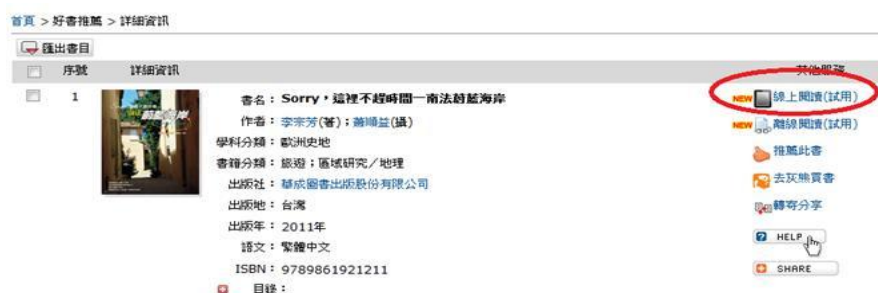 首頁 > 好書推薦 > 詳細資訊
匯出書目
序號 詳細資訊 其他服務
1 書名：Sorry，這裡不趕時間－南法蔚藍海岸 NEW 線上閱讀(試用)
作者：李宗芳(著)；蕭順益(攝) NEW 離線閱讀(試用)
學科分類：歐洲史地 推薦此書
書籍分類：旅遊；區域研究／地理
出版社：華成圖書出版股份有限公司 去灰熊買書
出版地：台灣 轉寄分享
出版年：2011年
語文：繁體中文 HELP
ISBN：9789861921211 SHARE
目錄：